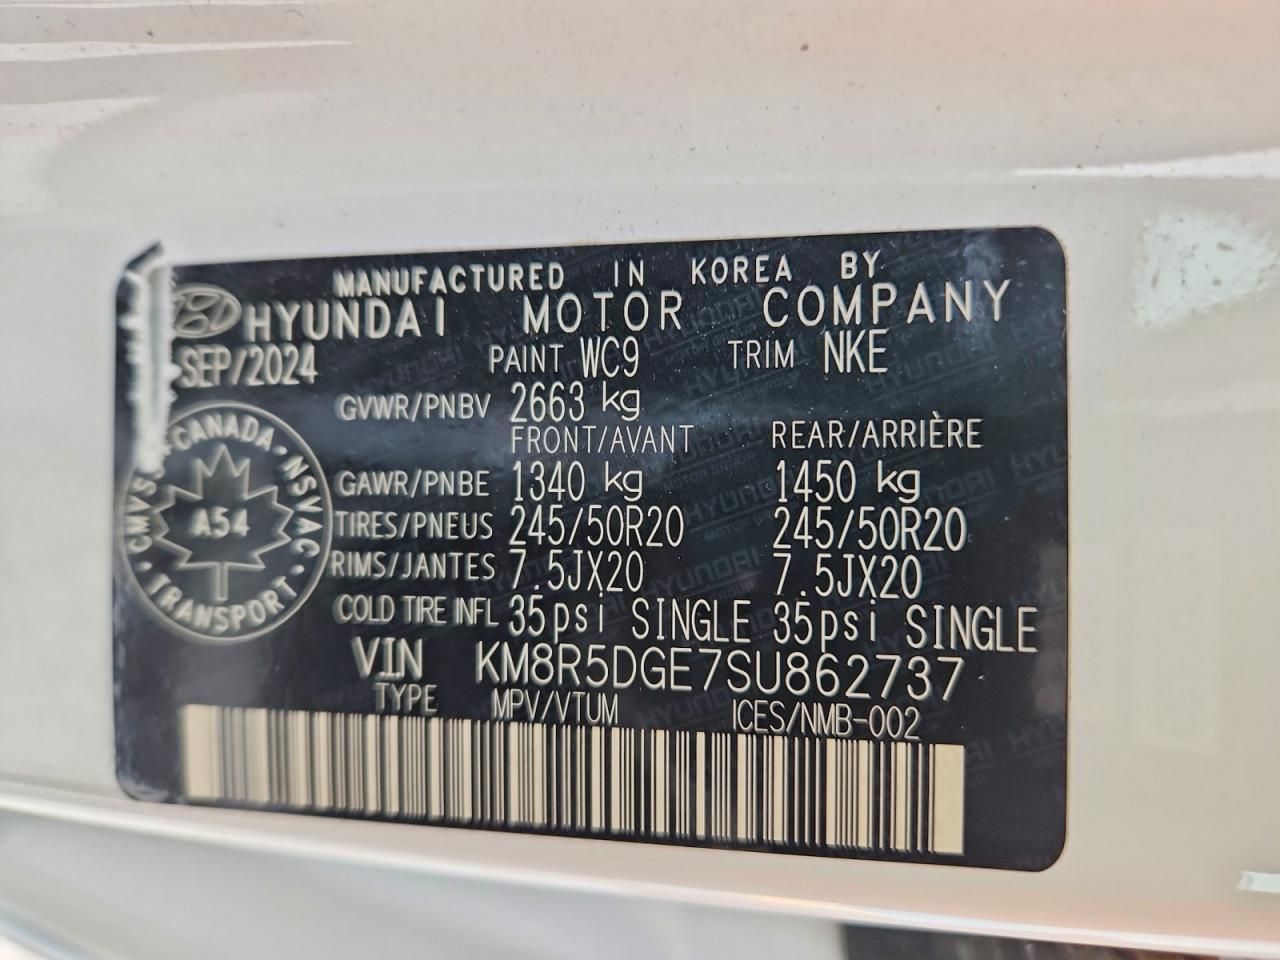 MANUFACTURED IN KOREA BY
HYUNDAI MOTOR COMPANY
SEP/2024 PAINT WC9 TRIM NKE
GVWR/PNBV 2663 kg
FRONT/AVANT REAR/ARRIÈRE
GAWR/PNBE 1340 kg 1450 kg
TIRES/PNEUS 245/50R20 245/50R20
RIMS/JANTES 7.5JX20 7.5JX20
COLD TIRE INFL 35psi SINGLE 35psi SINGLE
VIN KM8R5DGE7SU862737
TYPE MPV/VTUM ICES/NMB-002
CANADA · NSVAC · TRANSPORT · CMVSS
A54